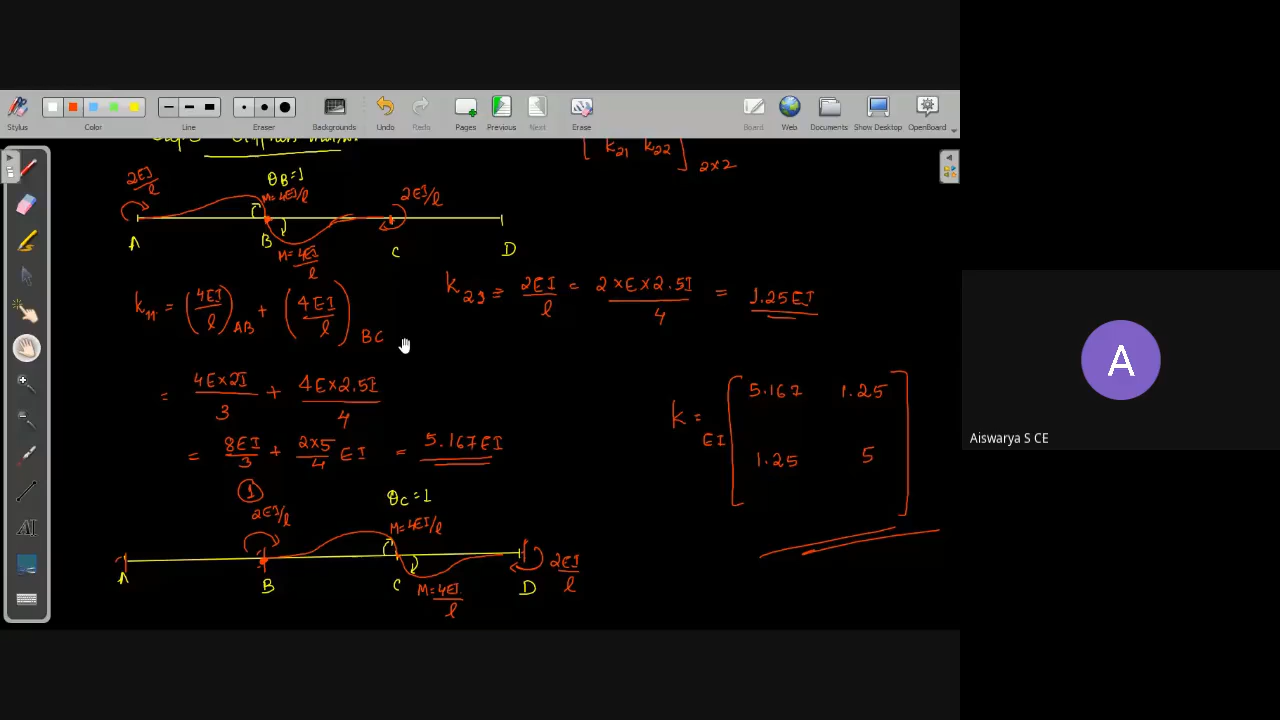 Stylus Color Line Eraser Backgrounds Undo Redo Pages Previous Next Erase Board Web Documents Show Desktop OpenBoard
[ k21 k22 ] 2x2
2EI/l
θB=1
M=4EI/l
2EI/l
A B C D
M=4EI/l
k11 = (4EI/l)AB + (4EI/l)BC
k21 = 2EI/l = 2×E×2.5I/4 = 1.25EI
= 4E×2I/3 + 4E×2.5I/4
= 8EI/3 + 2×5/4 EI = 5.167EI
K = EI [ 5.167 1.25
1.25 5 ]
1
2EI/l
θC=1
M=4EI/l
A B C D
M=4EI/l
2EI/l
A
Aiswarya S CE